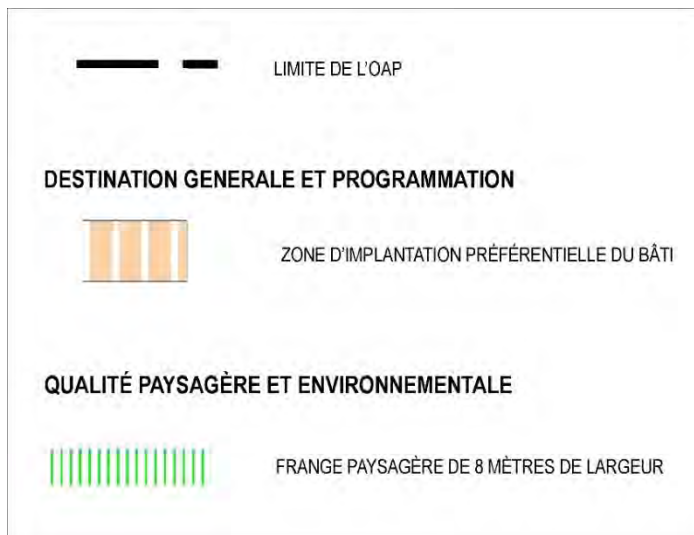 LIMITE DE L'OAP
DESTINATION GENERALE ET PROGRAMMATION
ZONE D'IMPLANTATION PRÉFÉRENTIELLE DU BÂTI
QUALITÉ PAYSAGÈRE ET ENVIRONNEMENTALE
FRANGE PAYSAGÈRE DE 8 MÈTRES DE LARGEUR